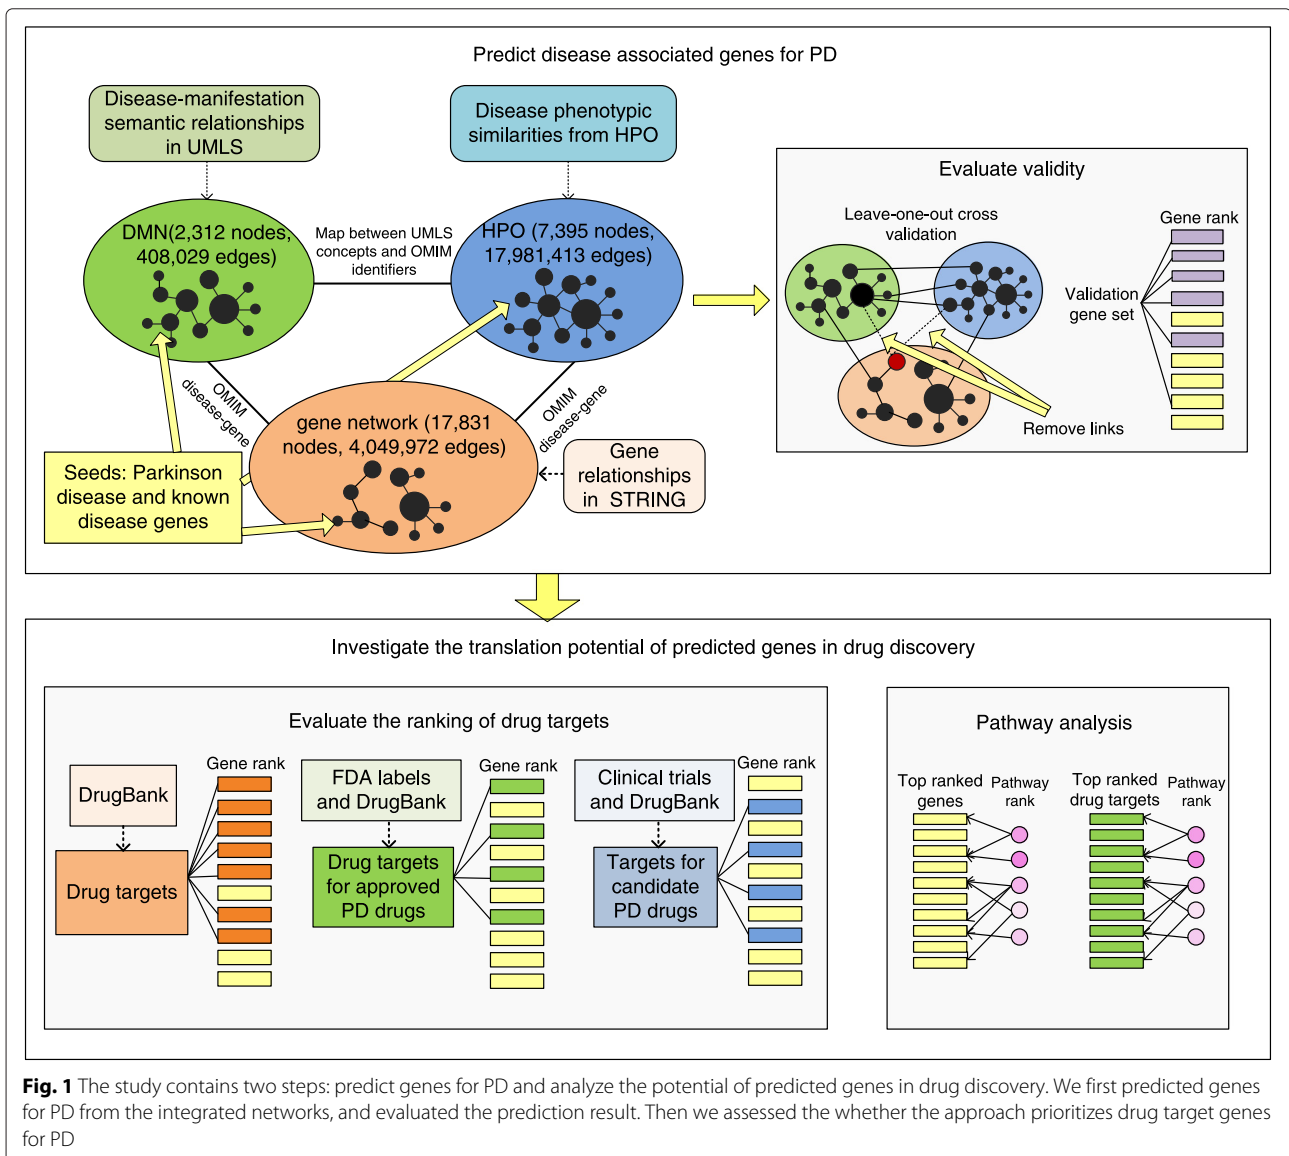 Predict disease associated genes for PD
Disease-manifestation
semantic relationships
in UMLS
Disease phenotypic
similarities from HPO
DMN(2,312 nodes,
408,029 edges)
Map between UMLS
concepts and OMIM
identifiers
HPO (7,395 nodes,
17,981,413 edges)
OMIM
disease-gene
OMIM
disease-gene
gene network (17,831
nodes, 4,049,972 edges)
Seeds: Parkinson
disease and known
disease genes
Gene
relationships
in STRING
Evaluate validity
Leave-one-out cross
validation
Gene rank
Validation
gene set
Remove links
Investigate the translation potential of predicted genes in drug discovery
Evaluate the ranking of drug targets
DrugBank
Drug targets
Gene rank
FDA labels
and DrugBank
Drug targets
for approved
PD drugs
Gene rank
Clinical trials
and DrugBank
Targets for
candidate
PD drugs
Gene rank
Pathway analysis
Top ranked
genes
Pathway
rank
Top ranked
drug targets
Pathway
rank
Fig. 1 The study contains two steps: predict genes for PD and analyze the potential of predicted genes in drug discovery. We first predicted genes
for PD from the integrated networks, and evaluated the prediction result. Then we assessed the whether the approach prioritizes drug target genes
for PD